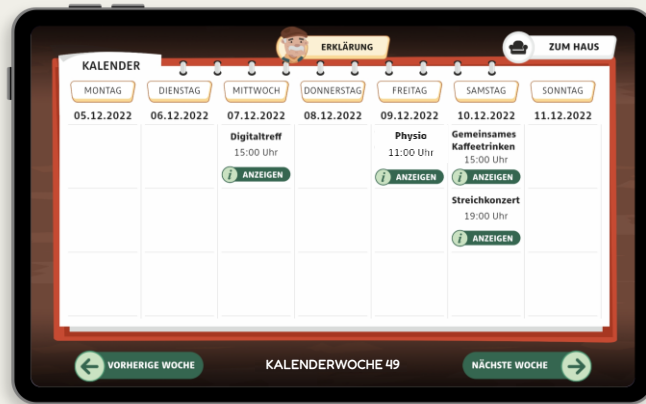 ERKLÄRUNG
ZUM HAUS
KALENDER
MONTAG DIENSTAG MITTWOCH DONNERSTAG FREITAG SAMSTAG SONNTAG
05.12.2022 06.12.2022 07.12.2022 08.12.2022 09.12.2022 10.12.2022 11.12.2022
Digitaltreff
15:00 Uhr
i ANZEIGEN
Physio
11:00 Uhr
i ANZEIGEN
Gemeinsames
Kaffeetrinken
15:00 Uhr
i ANZEIGEN
Streichkonzert
19:00 Uhr
i ANZEIGEN
VORHERIGE WOCHE
KALENDERWOCHE 49
NÄCHSTE WOCHE